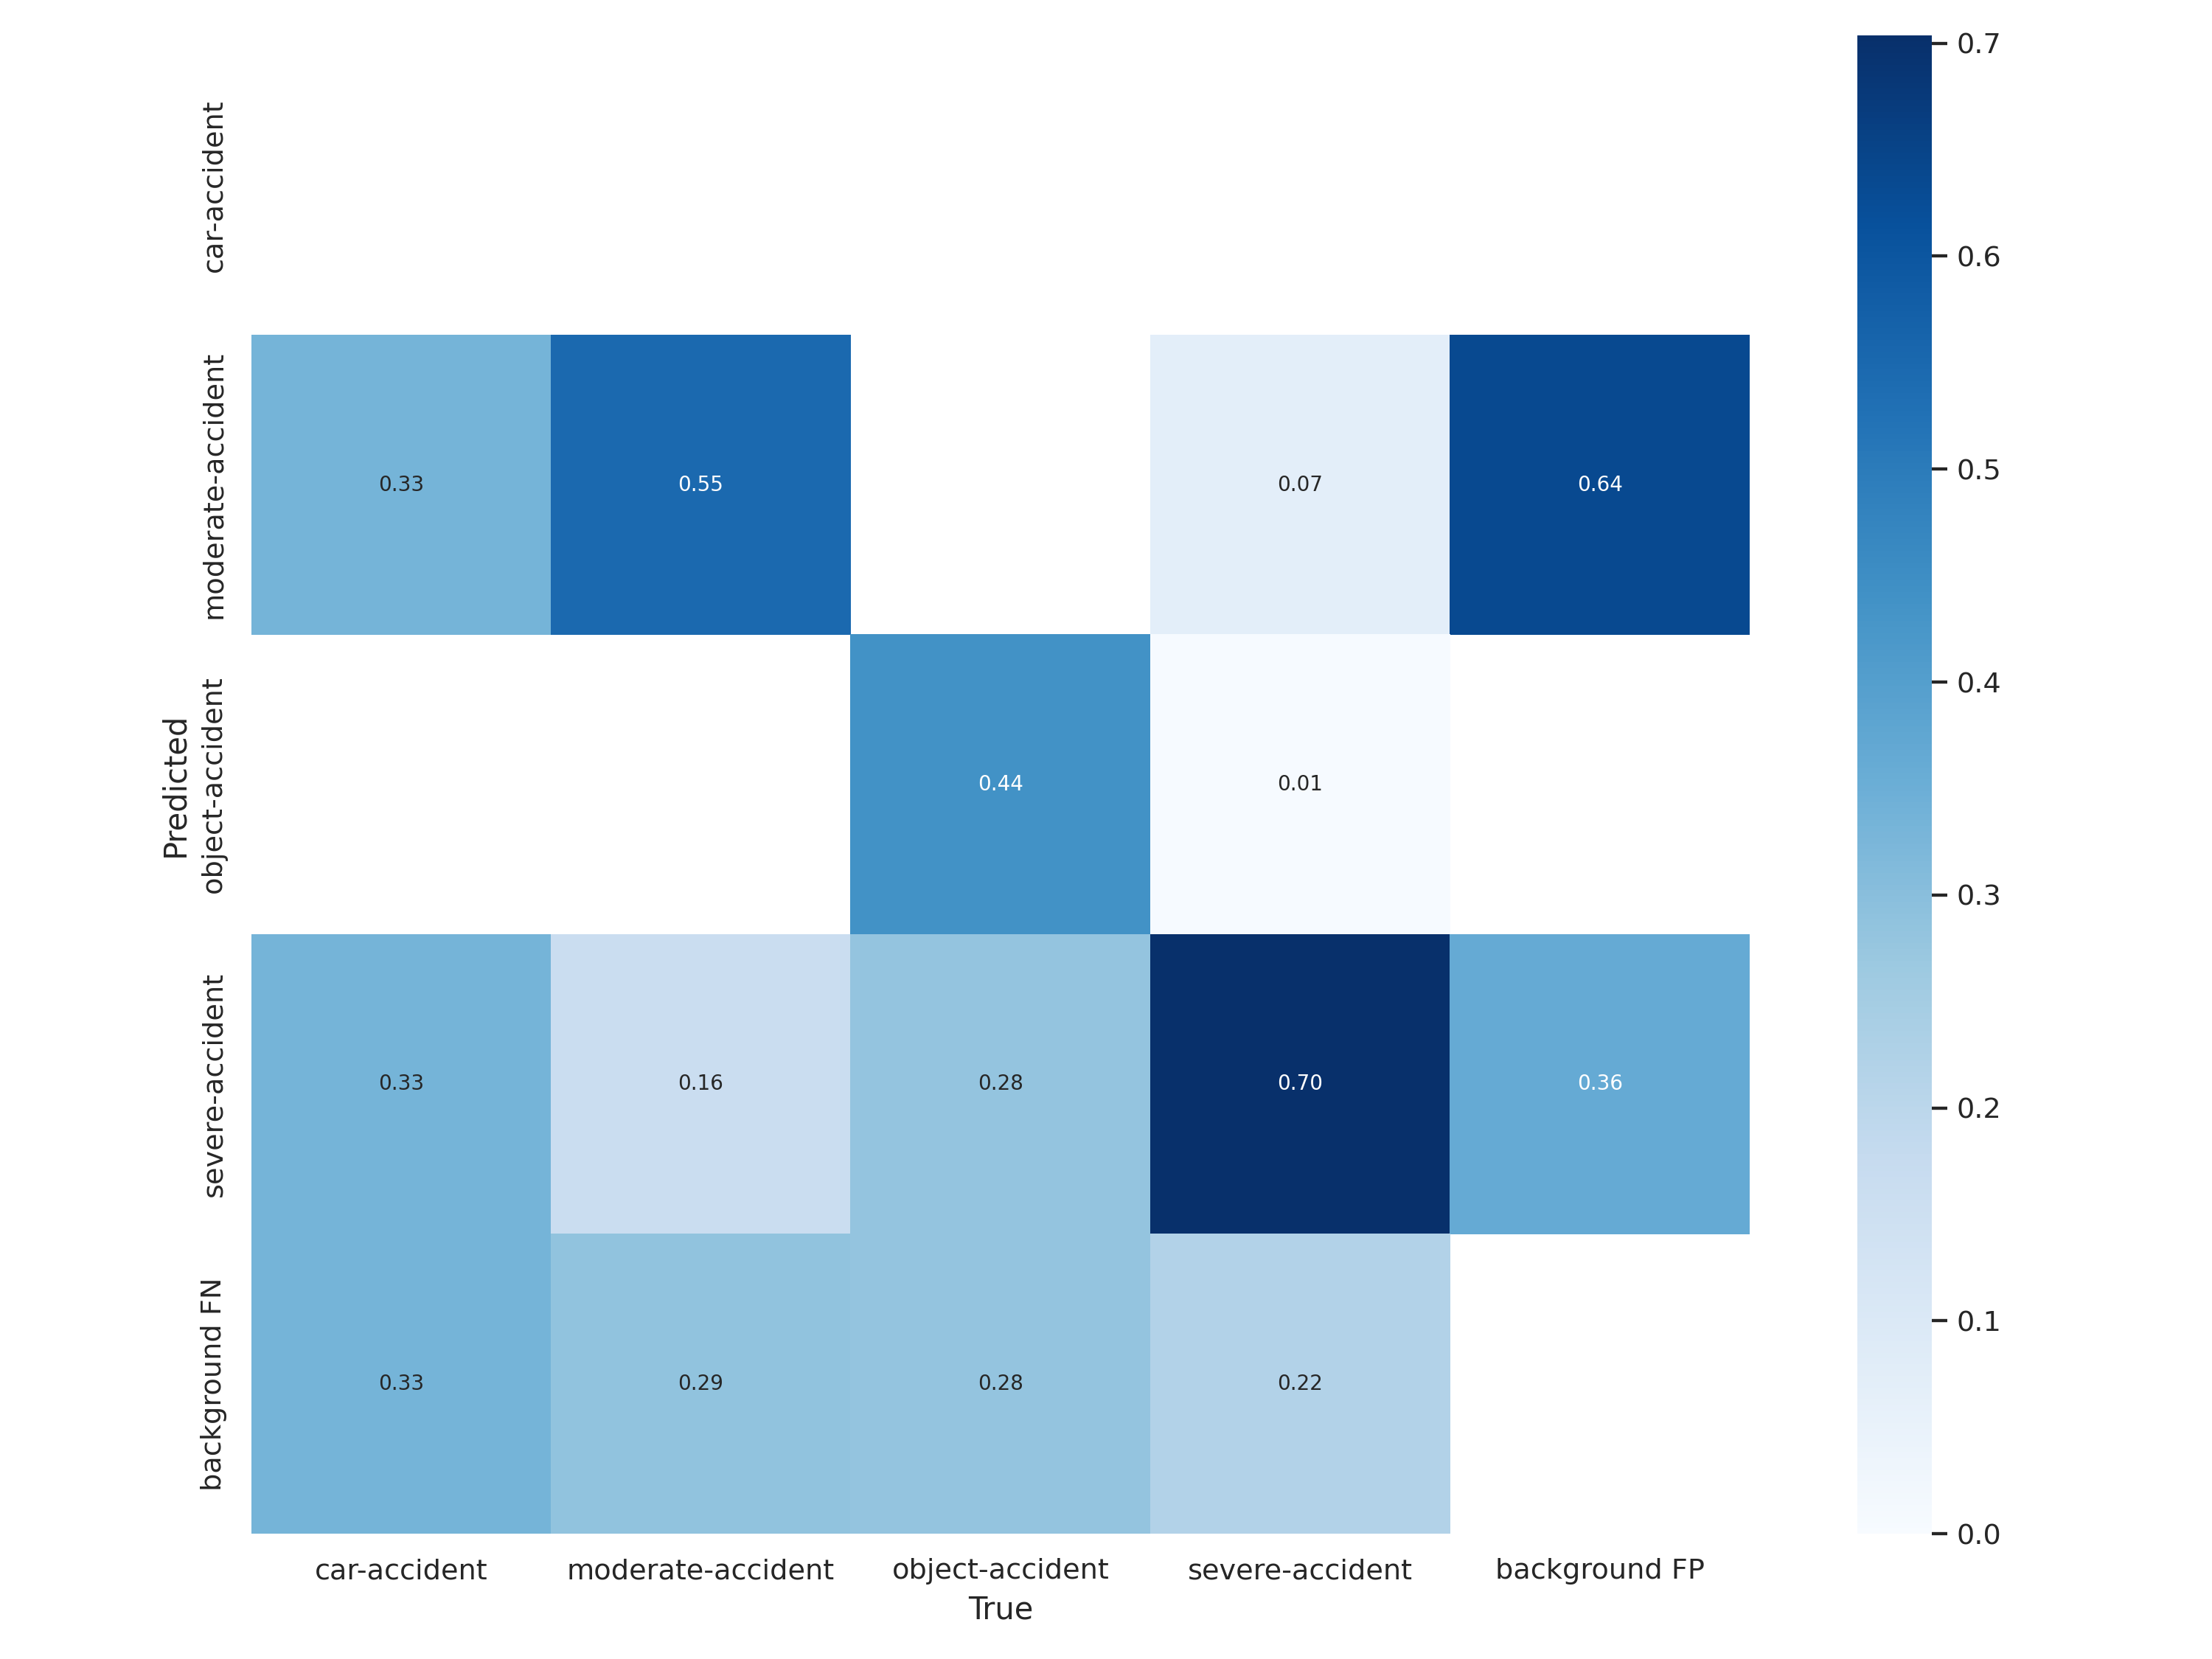 Predicted
car-accident
moderate-accident
object-accident
severe-accident
background FN
0.33 0.55 0.07 0.64
0.44 0.01
0.33 0.16 0.28 0.70 0.36
0.33 0.29 0.28 0.22
car-accident moderate-accident object-accident severe-accident background FP
True
0.7
0.6
0.5
0.4
0.3
0.2
0.1
0.0